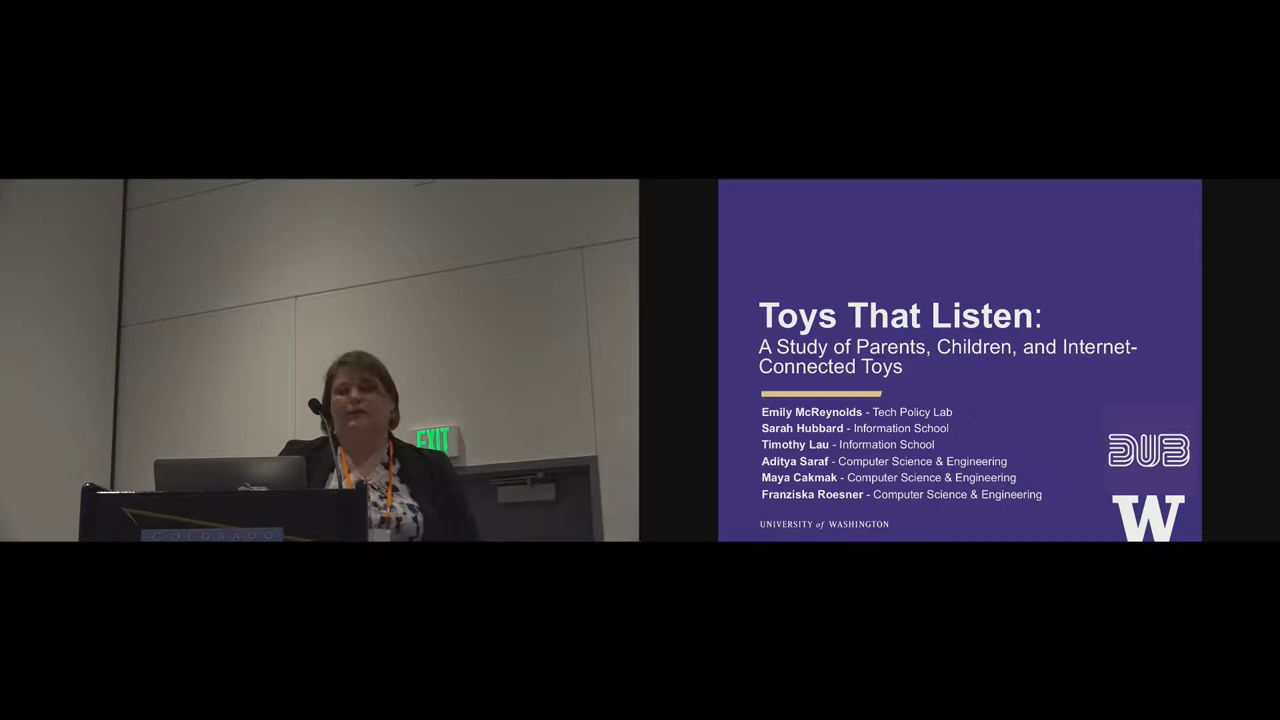 EXIT
COLORADO
Toys That Listen:
A Study of Parents, Children, and Internet-
Connected Toys
Emily McReynolds - Tech Policy Lab
Sarah Hubbard - Information School
Timothy Lau - Information School
Aditya Saraf - Computer Science & Engineering
Maya Cakmak - Computer Science & Engineering
Franziska Roesner - Computer Science & Engineering
DUB
UNIVERSITY of WASHINGTON
W